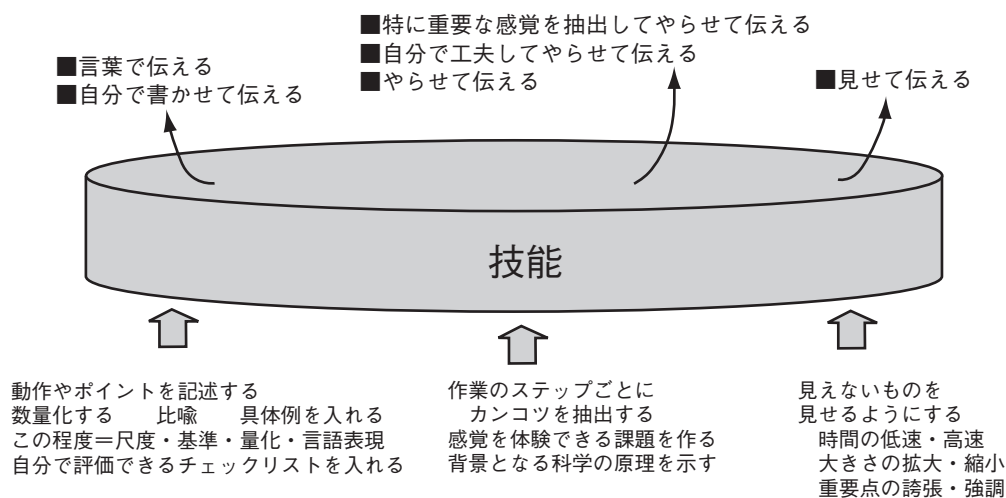 ■言葉で伝える
■自分で書かせて伝える
■特に重要な感覚を抽出してやらせて伝える
■自分で工夫してやらせて伝える
■やらせて伝える
■見せて伝える
技能
動作やポイントを記述する
数量化する　　比喩　　具体例を入れる
この程度＝尺度・基準・量化・言語表現
自分で評価できるチェックリストを入れる
作業のステップごとに
カンコツを抽出する
感覚を体験できる課題を作る
背景となる科学の原理を示す
見えないものを
見せるようにする
時間の低速・高速
大きさの拡大・縮小
重要点の誇張・強調